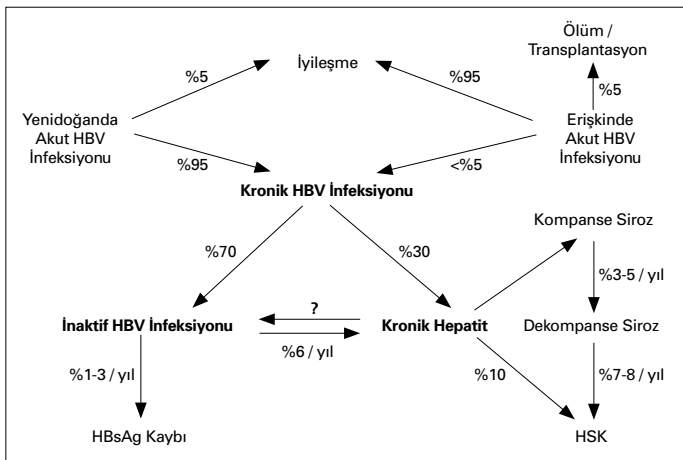 Ölüm /
Transplantasyon
İyileşme
%5
%95
%5
Yenidoğanda
Akut HBV
İnfeksiyonu
Erişkinde
Akut HBV
İnfeksiyonu
%95
<%5
Kronik HBV İnfeksiyonu
Kompanse Siroz
%70
%30
%3-5 / yıl
?
İnaktif HBV İnfeksiyonu
Kronik Hepatit
Dekompanse Siroz
%6 / yıl
%1-3 / yıl
%10
%7-8 / yıl
HBsAg Kaybı
HSK